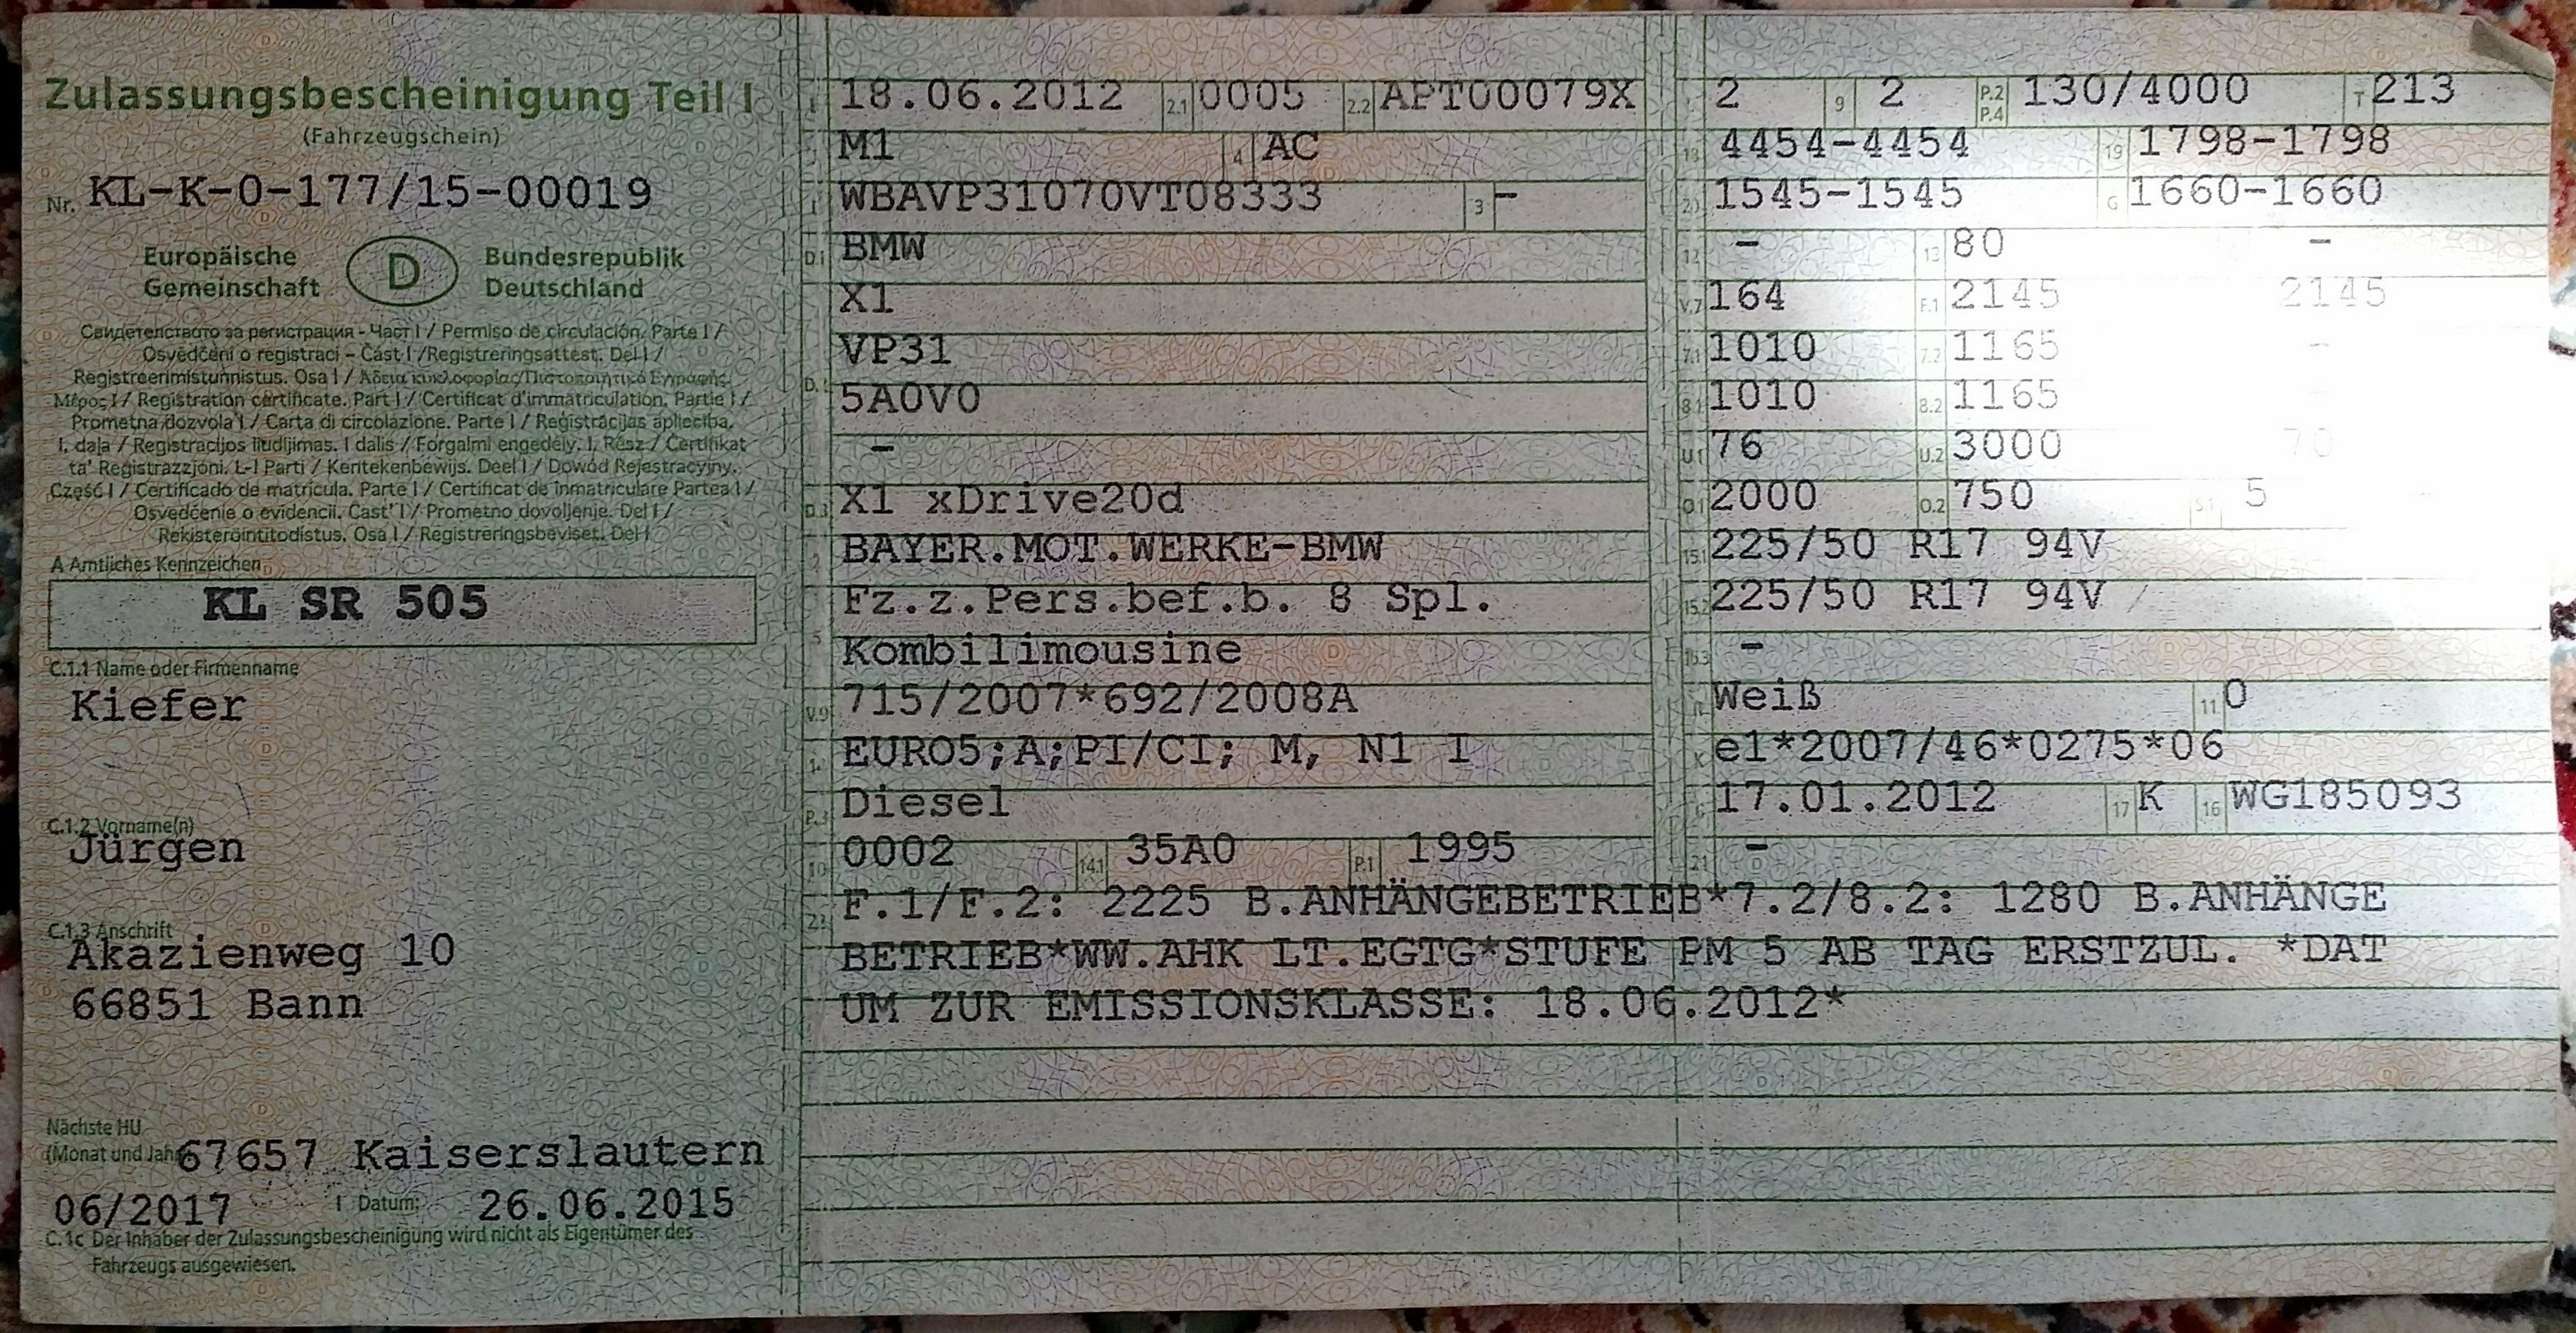 Zulassungsbescheinigung Teil I
(Fahrzeugschein)
Nr. KL-K-0-177/15-00019
Europäische Gemeinschaft
D
Bundesrepublik Deutschland
Свидетелството за регистрация - Част I / Permiso de circulación. Parte I /
Osvědčení o registraci – Část I / Registreringsattest. Del I /
Registreerimistunnistus. Osa I / Άδεια κυκλοφορίας/Πιστοποιητικό Εγγραφής.
Μέρος I / Registration certificate. Part I / Certificat d'immatriculation. Partie I /
Prometna dozvola I / Carta di circolazione. Parte I / Reģistrācijas apliecība.
I. daļa / Registracijos liudijimas. I dalis / Forgalmi engedély. I. Rész / Ċertifikat
ta' Reġistrazzjoni. L-I Parti / Kentekenbewijs. Deel I / Dowód Rejestracyjny.
Część I / Certificado de matrícula. Parte I / Certificat de înmatriculare Partea I /
Osvedčenie o evidencii. Časť I / Prometno dovoljenje. Del I /
Rekisteröintitodistus. Osa I / Registreringsbeviset. Del I
A Amtliches Kennzeichen
KL SR 505
C.1.1 Name oder Firmenname
Kiefer
C.1.2 Vorname(n)
Jürgen
C.1.3 Anschrift
Akazienweg 10
66851 Bann
Nächste HU
(Monat und Jahr) 67657 Kaiserslautern
06/2017 I Datum: 26.06.2015
C.4c Der Inhaber der Zulassungsbescheinigung wird nicht als Eigentümer des
Fahrzeugs ausgewiesen.
18.06.2012 2.1 0005 2.2 APT00079X
M1 4 AC
WBAVP31070VT08333 3 -
D.1 BMW
X1
VP31
D. 5A0V0
-
D.3 X1 xDrive20d
2 BAYER.MOT.WERKE-BMW
Fz.z.Pers.bef.b. 8 Spl.
5 Kombilimousine
V.9 715/2007*692/2008A
EURO5;A;PI/CI; M, N1 I
P.3 Diesel
10 0002 14.1 35A0 P.1 1995
2 9 2 P.2 P.4 130/4000 T 213
18 4454-4454 19 1798-1798
20 1545-1545 G 1660-1660
12 - 13 80 -
V.7 164 F.1 2145 2145
7.1 1010 7.2 1165 -
8.1 1010 8.2 1165
U.1 76 U.2 3000 70
O.1 2000 O.2 750 S.1 5
15.1 225/50 R17 94V
15.2 225/50 R17 94V
15.3 -
R Weiß 11 0
K e1*2007/46*0275*06
6 17.01.2012 17 K 16 WG185093
21 -
F.1/F.2: 2225 B.ANHÄNGEBETRIEB*7.2/8.2: 1280 B.ANHÄNGE
BETRIEB*WW.AHK LT.EGTG*STUFE PM 5 AB TAG ERSTZUL. *DAT
UM ZUR EMISSIONSKLASSE: 18.06.2012*